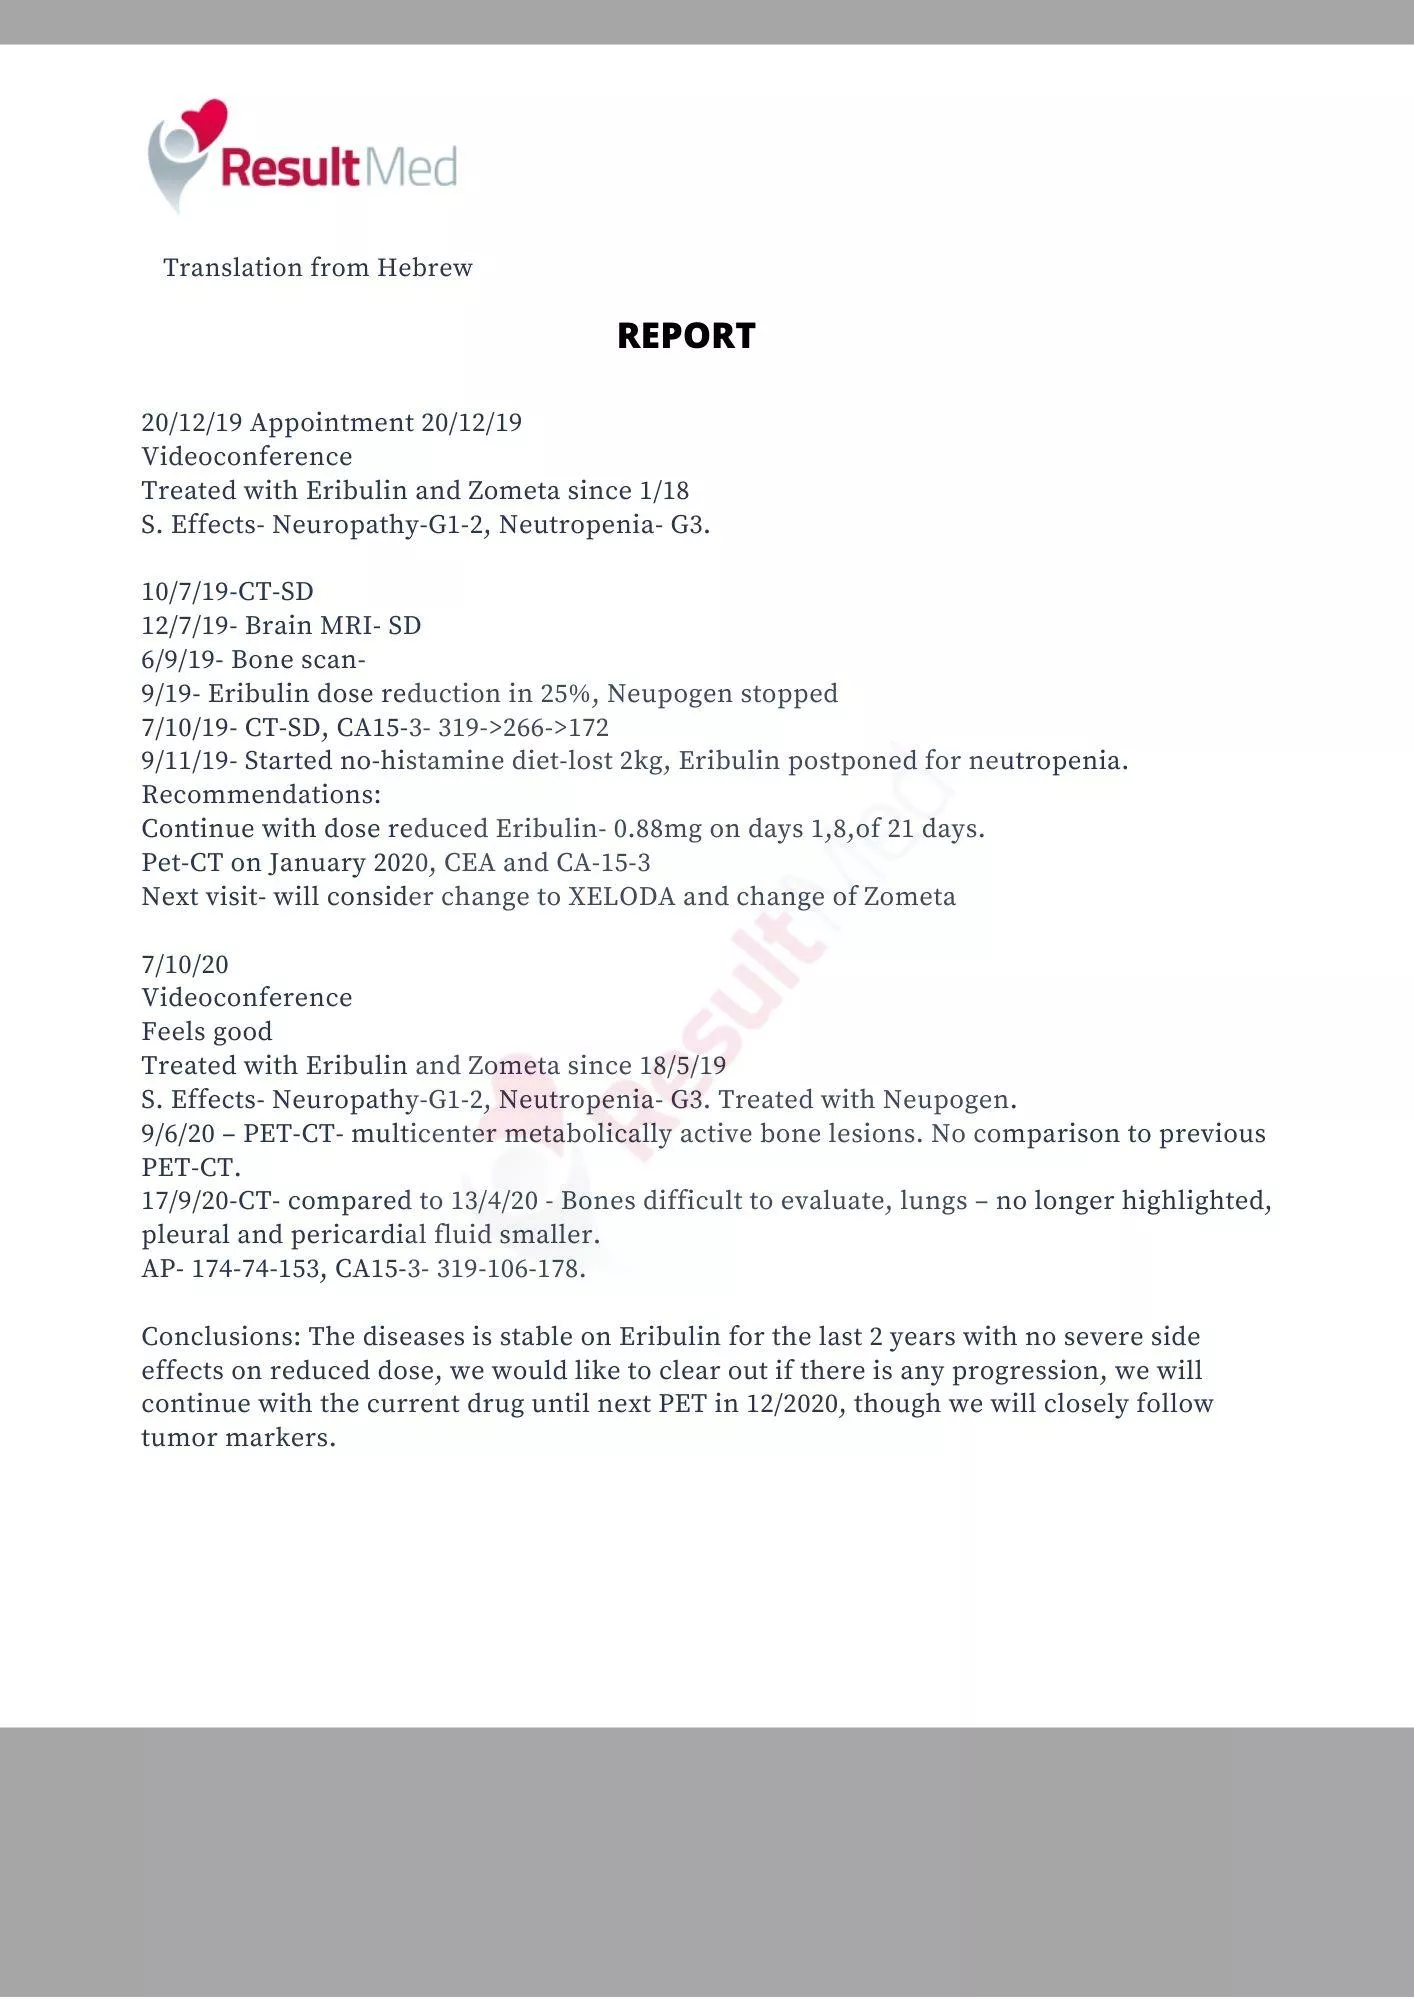 ResultMed
Translation from Hebrew
REPORT
20/12/19 Appointment 20/12/19
Videoconference
Treated with Eribulin and Zometa since 1/18
S. Effects- Neuropathy-G1-2, Neutropenia- G3.
10/7/19-CT-SD
12/7/19- Brain MRI- SD
6/9/19- Bone scan-
9/19- Eribulin dose reduction in 25%, Neupogen stopped
7/10/19- CT-SD, CA15-3- 319->266->172
9/11/19- Started no-histamine diet-lost 2kg, Eribulin postponed for neutropenia.
Recommendations:
Continue with dose reduced Eribulin- 0.88mg on days 1,8,of 21 days.
Pet-CT on January 2020, CEA and CA-15-3
Next visit- will consider change to XELODA and change of Zometa
7/10/20
Videoconference
Feels good
Treated with Eribulin and Zometa since 18/5/19
S. Effects- Neuropathy-G1-2, Neutropenia- G3. Treated with Neupogen.
9/6/20 – PET-CT- multicenter metabolically active bone lesions. No comparison to previous
PET-CT.
17/9/20-CT- compared to 13/4/20 - Bones difficult to evaluate, lungs – no longer highlighted,
pleural and pericardial fluid smaller.
AP- 174-74-153, CA15-3- 319-106-178.
Conclusions: The diseases is stable on Eribulin for the last 2 years with no severe side
effects on reduced dose, we would like to clear out if there is any progression, we will
continue with the current drug until next PET in 12/2020, though we will closely follow
tumor markers.
ResultMed